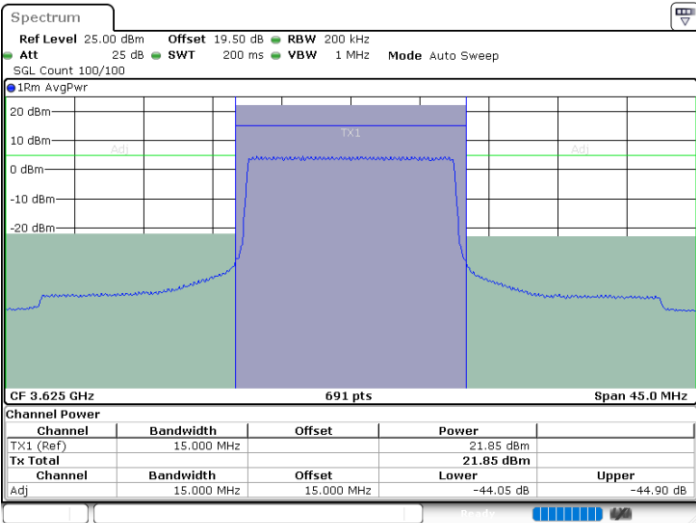 Spectrum
Ref Level 25.00 dBm Offset 19.50 dB RBW 200 kHz
Att 25 dB SWT 200 ms VBW 1 MHz Mode Auto Sweep
SGL Count 100/100
1Rm AvgPwr
20 dBm
TX1
10 dBm
Adj Adj
0 dBm
-10 dBm
-20 dBm
CF 3.625 GHz 691 pts Span 45.0 MHz
Channel Power
Channel Bandwidth Offset Power
TX1 (Ref) 15.000 MHz 21.85 dBm
Tx Total 21.85 dBm
Channel Bandwidth Offset Lower Upper
Adj 15.000 MHz 15.000 MHz -44.05 dB -44.90 dB
Ready